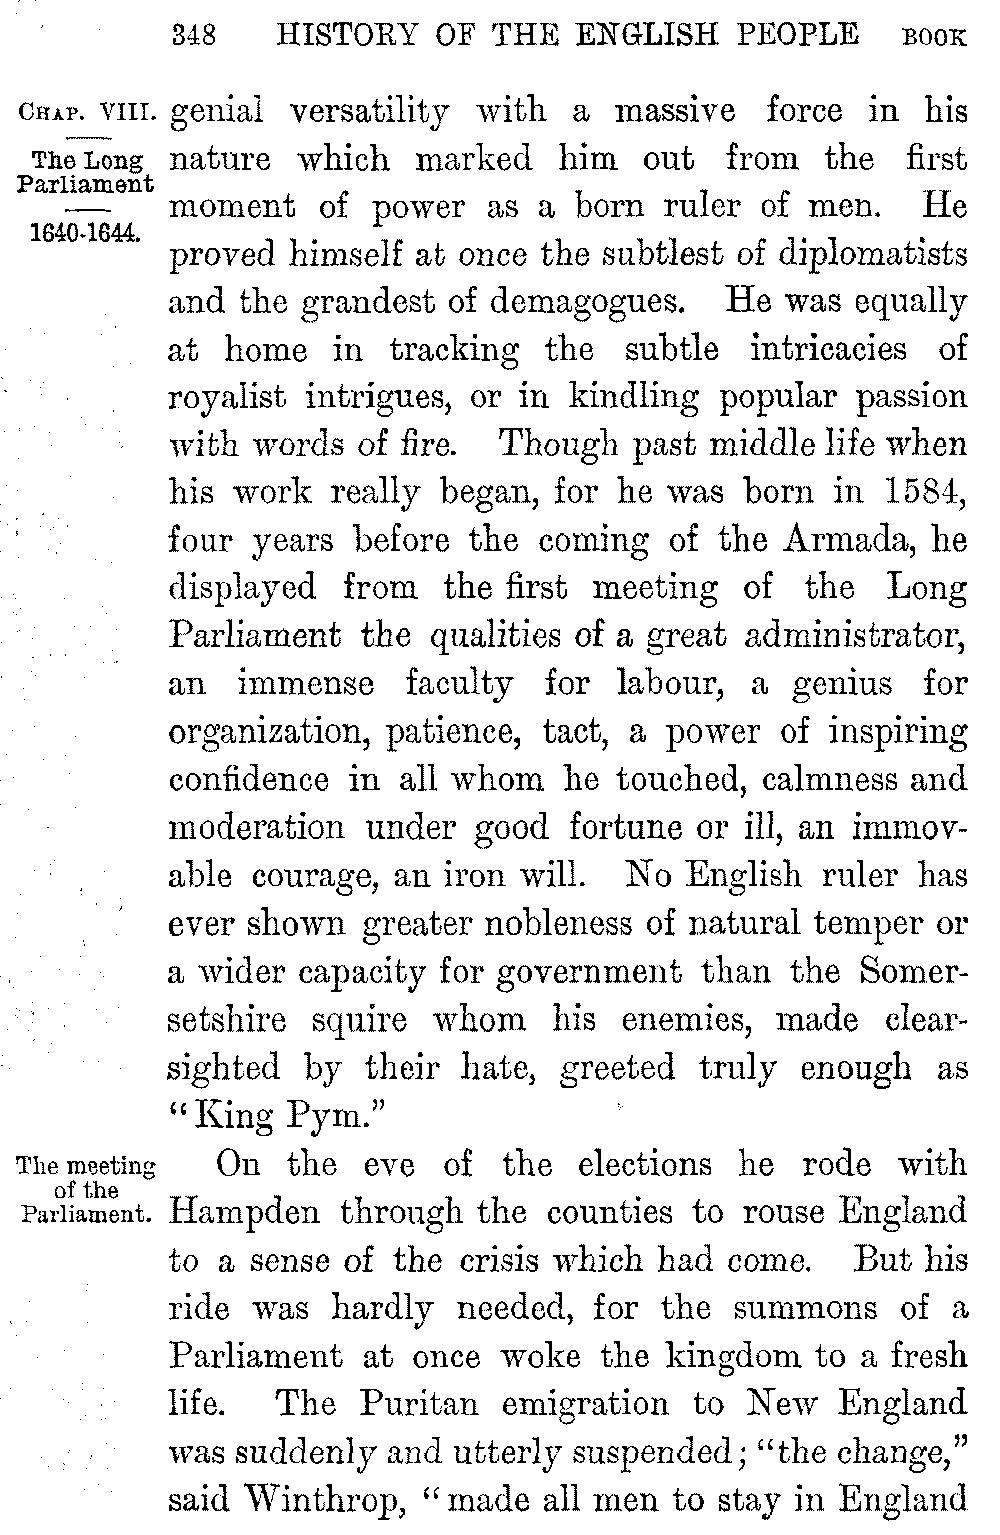 348 HISTORY OF THE ENGLISH PEOPLE BOOK
CHAP. VIII.
The Long
Parliament
1640-1644.
genial versatility with a massive force in his
nature which marked him out from the first
moment of power as a born ruler of men. He
proved himself at once the subtlest of diplomatists
and the grandest of demagogues. He was equally
at home in tracking the subtle intricacies of
royalist intrigues, or in kindling popular passion
with words of fire. Though past middle life when
his work really began, for he was born in 1584,
four years before the coming of the Armada, he
displayed from the first meeting of the Long
Parliament the qualities of a great administrator,
an immense faculty for labour, a genius for
organization, patience, tact, a power of inspiring
confidence in all whom he touched, calmness and
moderation under good fortune or ill, an immov-
able courage, an iron will. No English ruler has
ever shown greater nobleness of natural temper or
a wider capacity for government than the Somer-
setshire squire whom his enemies, made clear-
sighted by their hate, greeted truly enough as
“King Pym.”
The meeting
of the
Parliament.
On the eve of the elections he rode with
Hampden through the counties to rouse England
to a sense of the crisis which had come. But his
ride was hardly needed, for the summons of a
Parliament at once woke the kingdom to a fresh
life. The Puritan emigration to New England
was suddenly and utterly suspended; “the change,”
said Winthrop, “made all men to stay in England